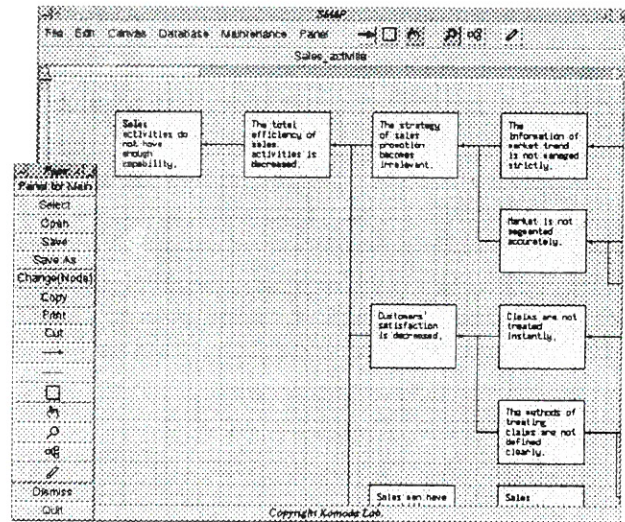 SMAP
File Edit Canvas Database Maintenance Panel
Sales_activitie
Sales
activities do
not have
enough
capability.
The total
efficiency of
sales
activities is
decreased.
The strategy
of sales
promotion
becomes
irrelevant.
The
information of
market trend
is not managed
strictly.
Market is not
segmented
accurately.
Customers'
satisfaction
is decreased.
Claims are not
treated
instantly.
The methods of
treating
claims are not
defined
clearly.
Sales men have
Sales
Copyright Komoda Lab.
Panel for Main
Select
Open
Save
Save As
Change(Node)
Copy
Print
Cut
Dismiss
Quit